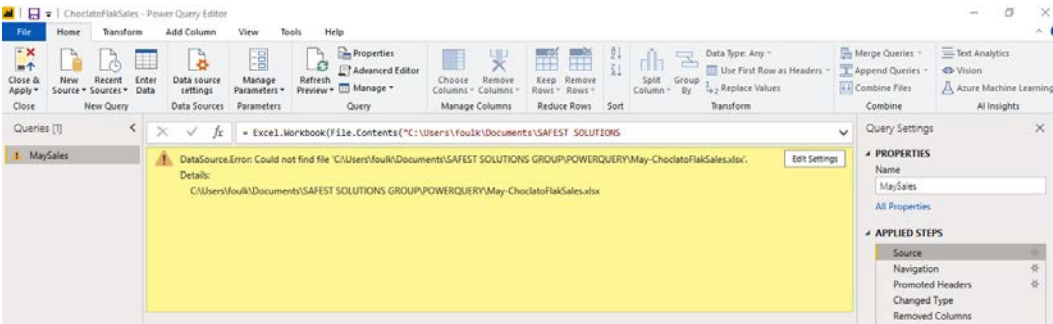 ChoclatoFlakSales - Power Query Editor
File Home Transform Add Column View Tools Help
Close & Apply
New Source
Recent Sources
Enter Data
Data source settings
Manage Parameters
Refresh Preview
Properties
Advanced Editor
Manage
Choose Columns
Remove Columns
Keep Rows
Remove Rows
Split Column
Group By
Data Type: Any
Use First Row as Headers
Replace Values
Merge Queries
Append Queries
Combine Files
Text Analytics
Vision
Azure Machine Learning
Close New Query Data Sources Parameters Query Manage Columns Reduce Rows Sort Transform Combine AI Insights
Queries [1]
MaySales
fx = Excel.Workbook(File.Contents("C:\Users\foulk\Documents\SAFEST SOLUTIONS
DataSource.Error: Could not find file 'C:\Users\foulk\Documents\SAFEST SOLUTIONS GROUP\POWERQUERY\May-ChoclatoFlakSales.xlsx'.
Edit Settings
Details:
C:\Users\foulk\Documents\SAFEST SOLUTIONS GROUP\POWERQUERY\May-ChoclatoFlakSales.xlsx
Query Settings
PROPERTIES
Name
MaySales
All Properties
APPLIED STEPS
Source
Navigation
Promoted Headers
Changed Type
Removed Columns